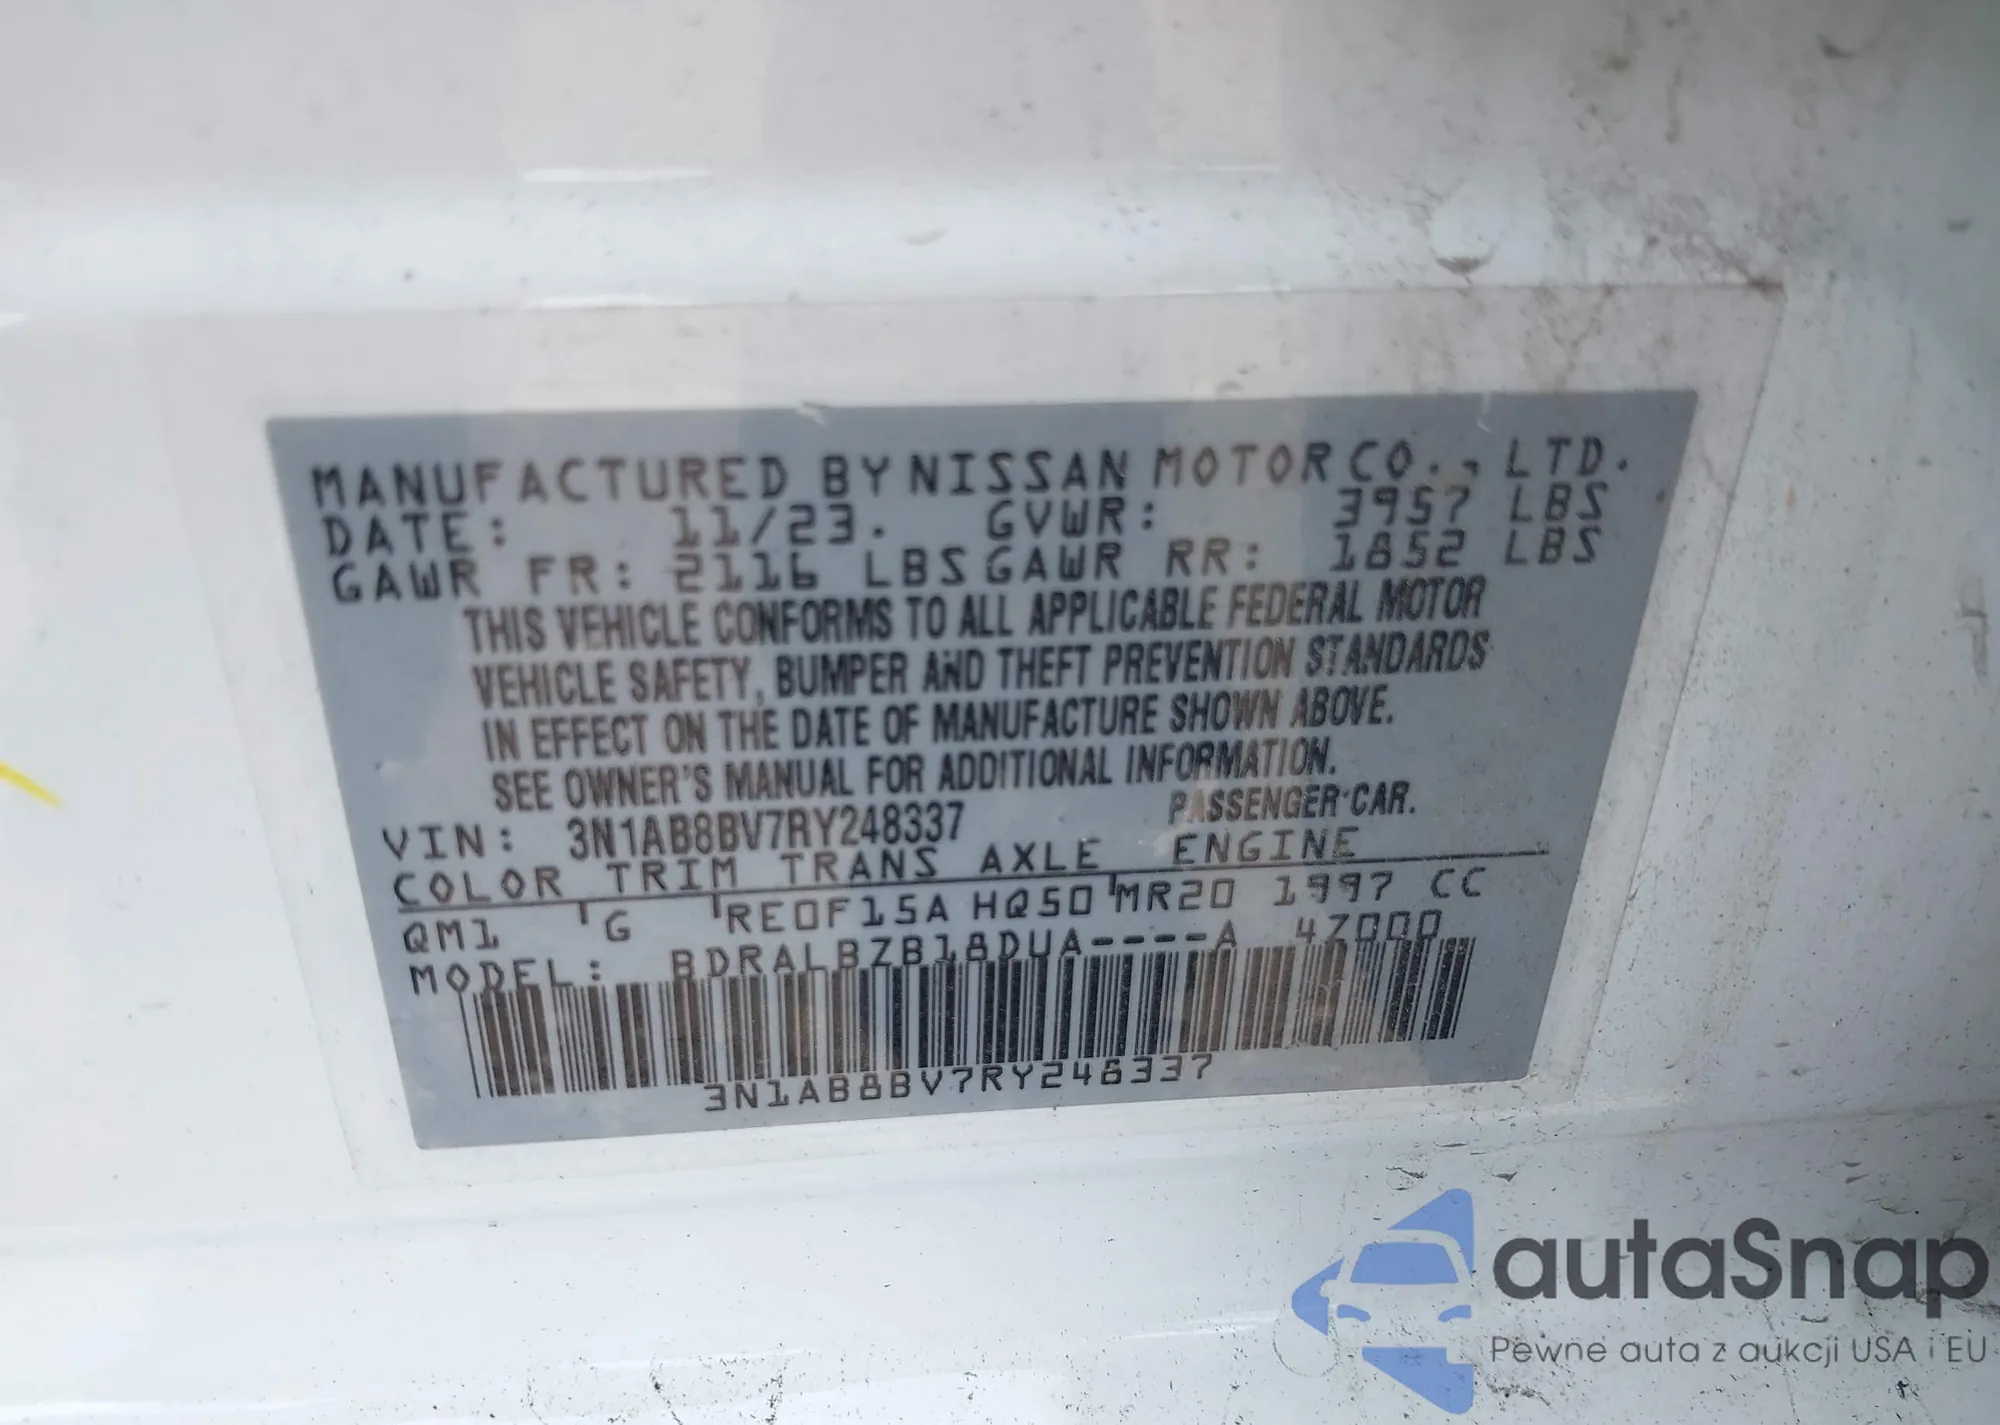 MANUFACTURED BY NISSAN MOTOR CO., LTD.
DATE: 11/23. GVWR: 3957 LBS
GAWR FR: 2116 LBS GAWR RR: 1852 LBS
THIS VEHICLE CONFORMS TO ALL APPLICABLE FEDERAL MOTOR
VEHICLE SAFETY, BUMPER AND THEFT PREVENTION STANDARDS
IN EFFECT ON THE DATE OF MANUFACTURE SHOWN ABOVE.
SEE OWNER'S MANUAL FOR ADDITIONAL INFORMATION.
VIN: 3N1AB8BV7RY248337 PASSENGER CAR.
COLOR TRIM TRANS AXLE ENGINE
QM1 G RE0F15A HQ50 MR20 1997 CC
MODEL: BDRALBZB18DUA----A 47000
3N1AB8BV7RY248337
autaSnap
Pewne auta z aukcji USA i EU